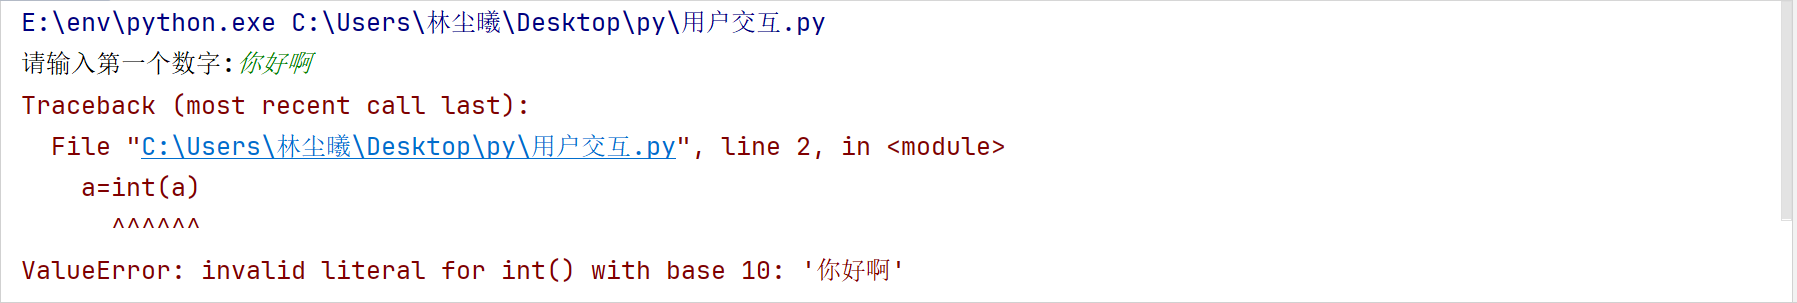 E:\env\python.exe C:\Users\林尘曦\Desktop\py\用户交互.py
请输入第一个数字:你好啊
Traceback (most recent call last):
  File "C:\Users\林尘曦\Desktop\py\用户交互.py", line 2, in <module>
    a=int(a)
      ^^^^^^
ValueError: invalid literal for int() with base 10: '你好啊'